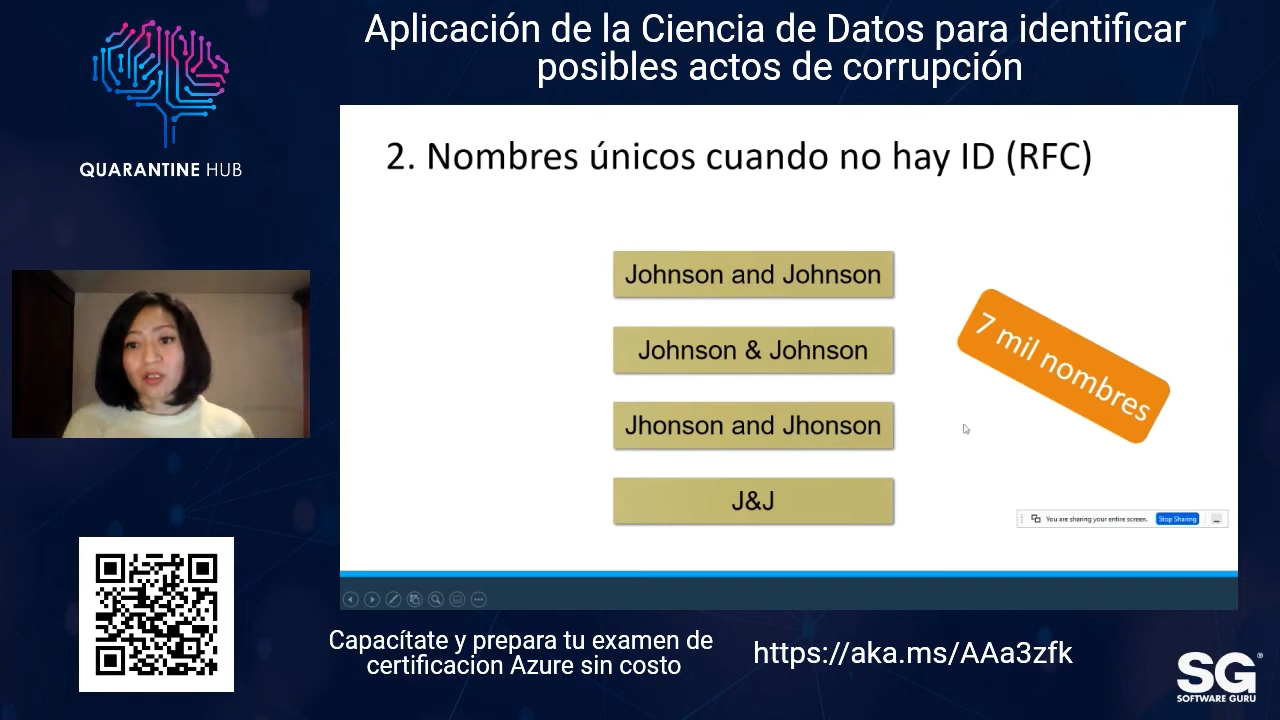 Aplicación de la Ciencia de Datos para identificar
posibles actos de corrupción
QUARANTINE HUB
2. Nombres únicos cuando no hay ID (RFC)
Johnson and Johnson
Johnson & Johnson
Jhonson and Jhonson
J&J
7 mil nombres
You are sharing your entire screen.
Stop Sharing
Capacítate y prepara tu examen de
certificacion Azure sin costo
https://aka.ms/AAa3zfk
SG
®
SOFTWARE GURU